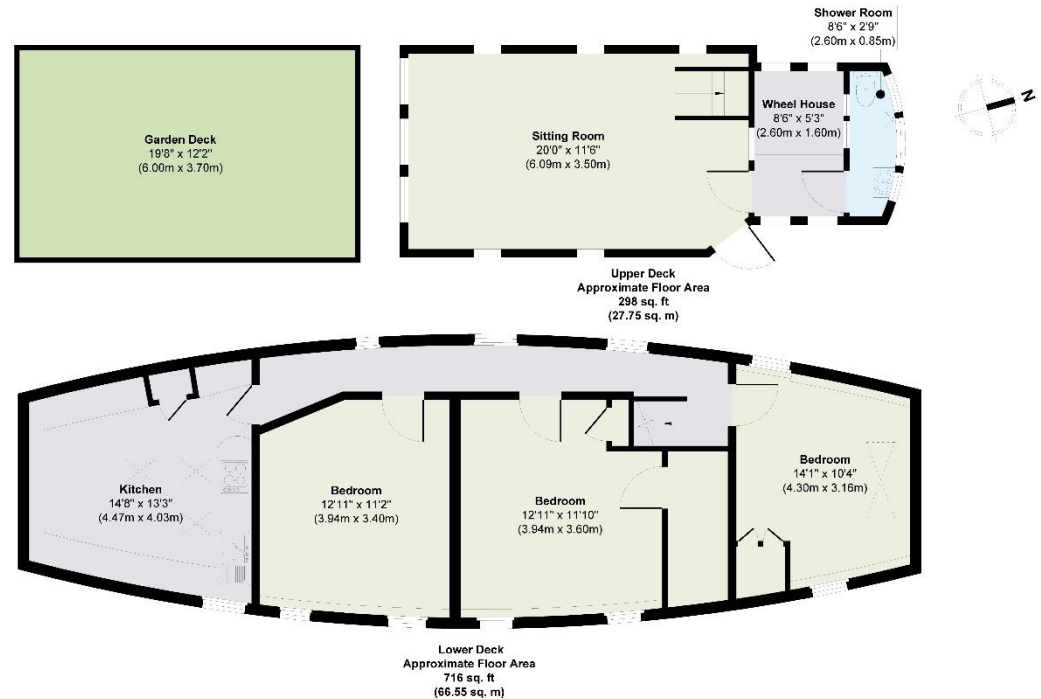 Shower Room
8'6" x 2'9"
(2.60m x 0.85m)
Garden Deck
19'8" x 12'2"
(6.00m x 3.70m)
Sitting Room
20'0" x 11'6"
(6.09m x 3.50m)
Wheel House
8'6" x 5'3"
(2.60m x 1.60m)
N
Upper Deck
Approximate Floor Area
298 sq. ft
(27.75 sq. m)
Kitchen
14'8" x 13'3"
(4.47m x 4.03m)
Bedroom
12'11" x 11'2"
(3.94m x 3.40m)
Bedroom
12'11" x 11'10"
(3.94m x 3.60m)
Bedroom
14'1" x 10'4"
(4.30m x 3.16m)
Lower Deck
Approximate Floor Area
716 sq. ft
(66.55 sq. m)